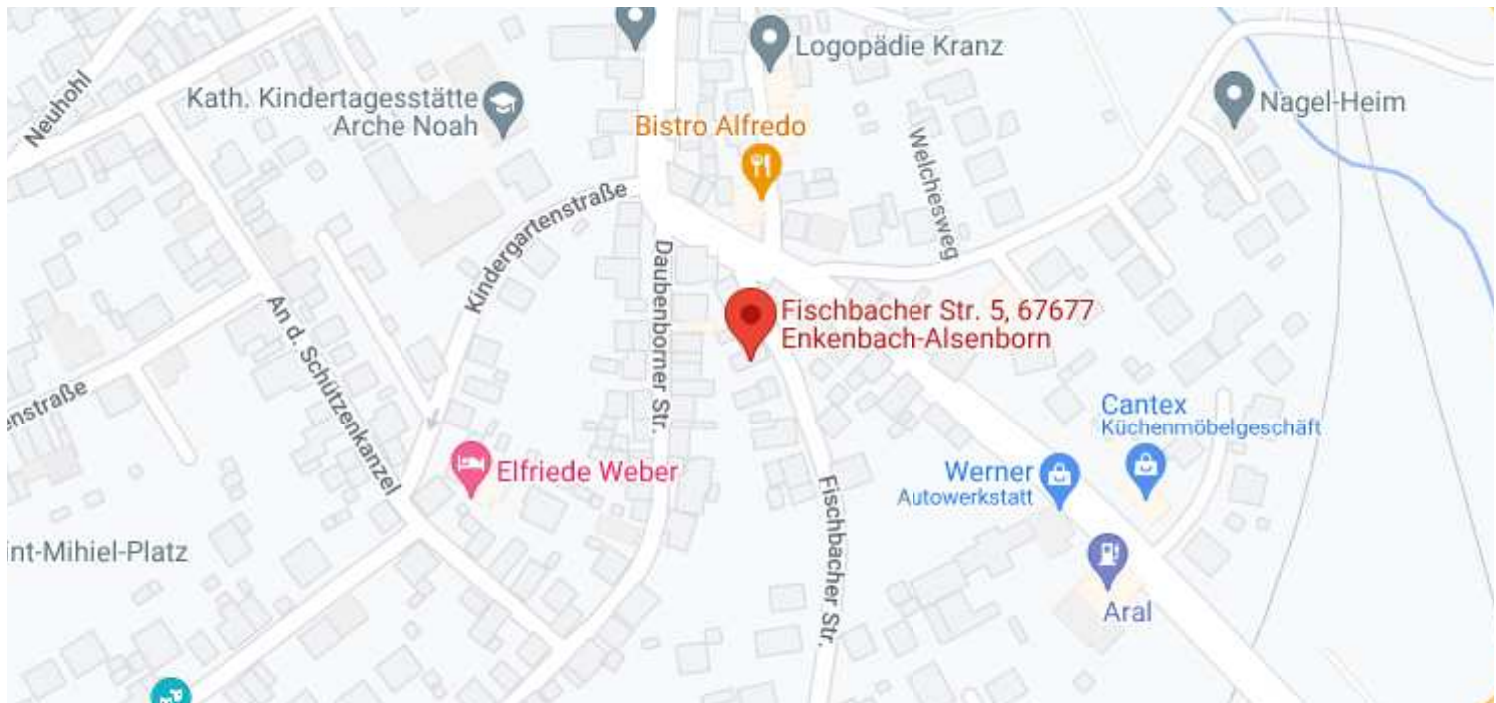 Logopädie Kranz
Neuhohl
Kath. Kindertagesstätte
Arche Noah
Nagel-Heim
Bistro Alfredo
Welchesweg
Kindergartenstraße
Daubenborner Str.
An d. Schützenkanzel
Fischbacher Str. 5, 67677
Enkenbach-Alsenborn
enstraße
Cantex
Küchenmöbelgeschäft
Elfriede Weber
Werner
Autowerkstatt
Fischbacher Str.
int-Mihiel-Platz
Aral